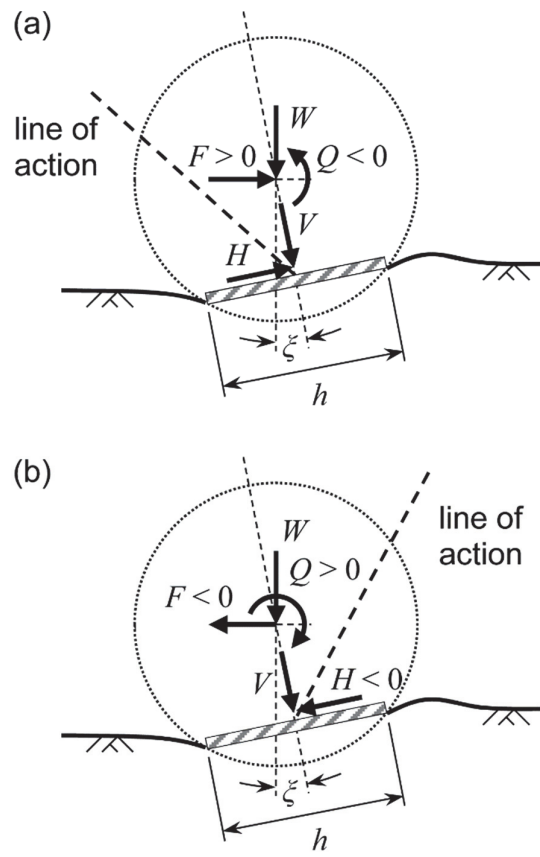 (a)
line of
action
W
F > 0
Q < 0
V
H
ξ
h
(b)
line of
action
W
Q > 0
F < 0
V
H < 0
ξ
h